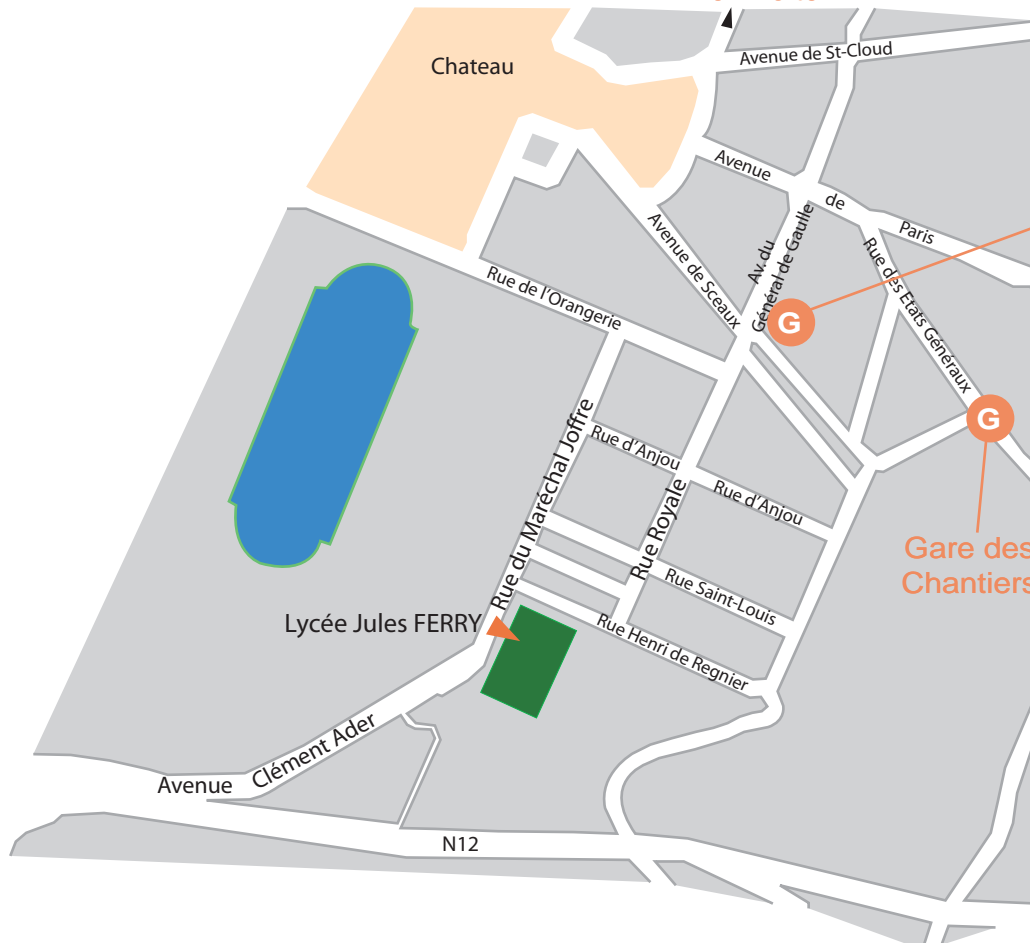 Avenue de St-Cloud
Chateau
Avenue
de
Paris
Avenue de Sceaux
Av. du
Général de Gaulle
Rue des Etats Généraux
G
Rue de l'Orangerie
G
Rue du Maréchal Joffre
Rue d'Anjou
Rue d'Anjou
Rue Royale
Gare des
Chantiers
Rue Saint-Louis
Lycée Jules FERRY
Rue Henri de Regnier
Avenue
Clément Ader
N12